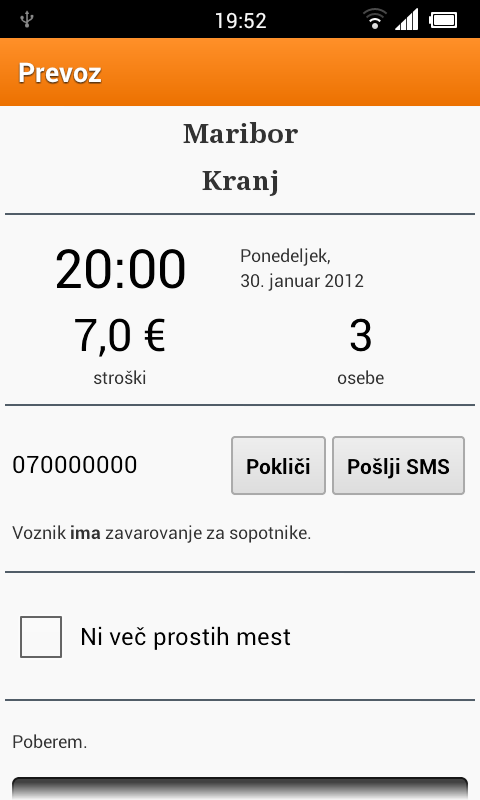 19:52
Prevoz
Maribor
Kranj
20:00
Ponedeljek,
30. januar 2012
7,0 €
3
stroški
osebe
070000000
Pokliči
Pošlji SMS
Voznik ima zavarovanje za sopotnike.
Ni več prostih mest
Poberem.